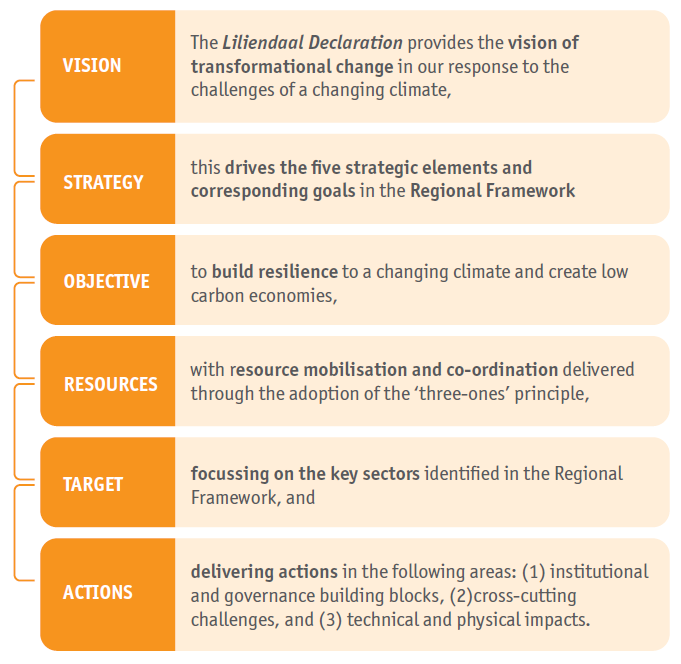 VISION
The Liliendaal Declaration provides the vision of
transformational change in our response to the
challenges of a changing climate,
STRATEGY
this drives the five strategic elements and
corresponding goals in the Regional Framework
OBJECTIVE
to build resilience to a changing climate and create low
carbon economies,
RESOURCES
with resource mobilisation and co-ordination delivered
through the adoption of the ‘three-ones’ principle,
TARGET
focussing on the key sectors identified in the Regional
Framework, and
ACTIONS
delivering actions in the following areas: (1) institutional
and governance building blocks, (2)cross-cutting
challenges, and (3) technical and physical impacts.